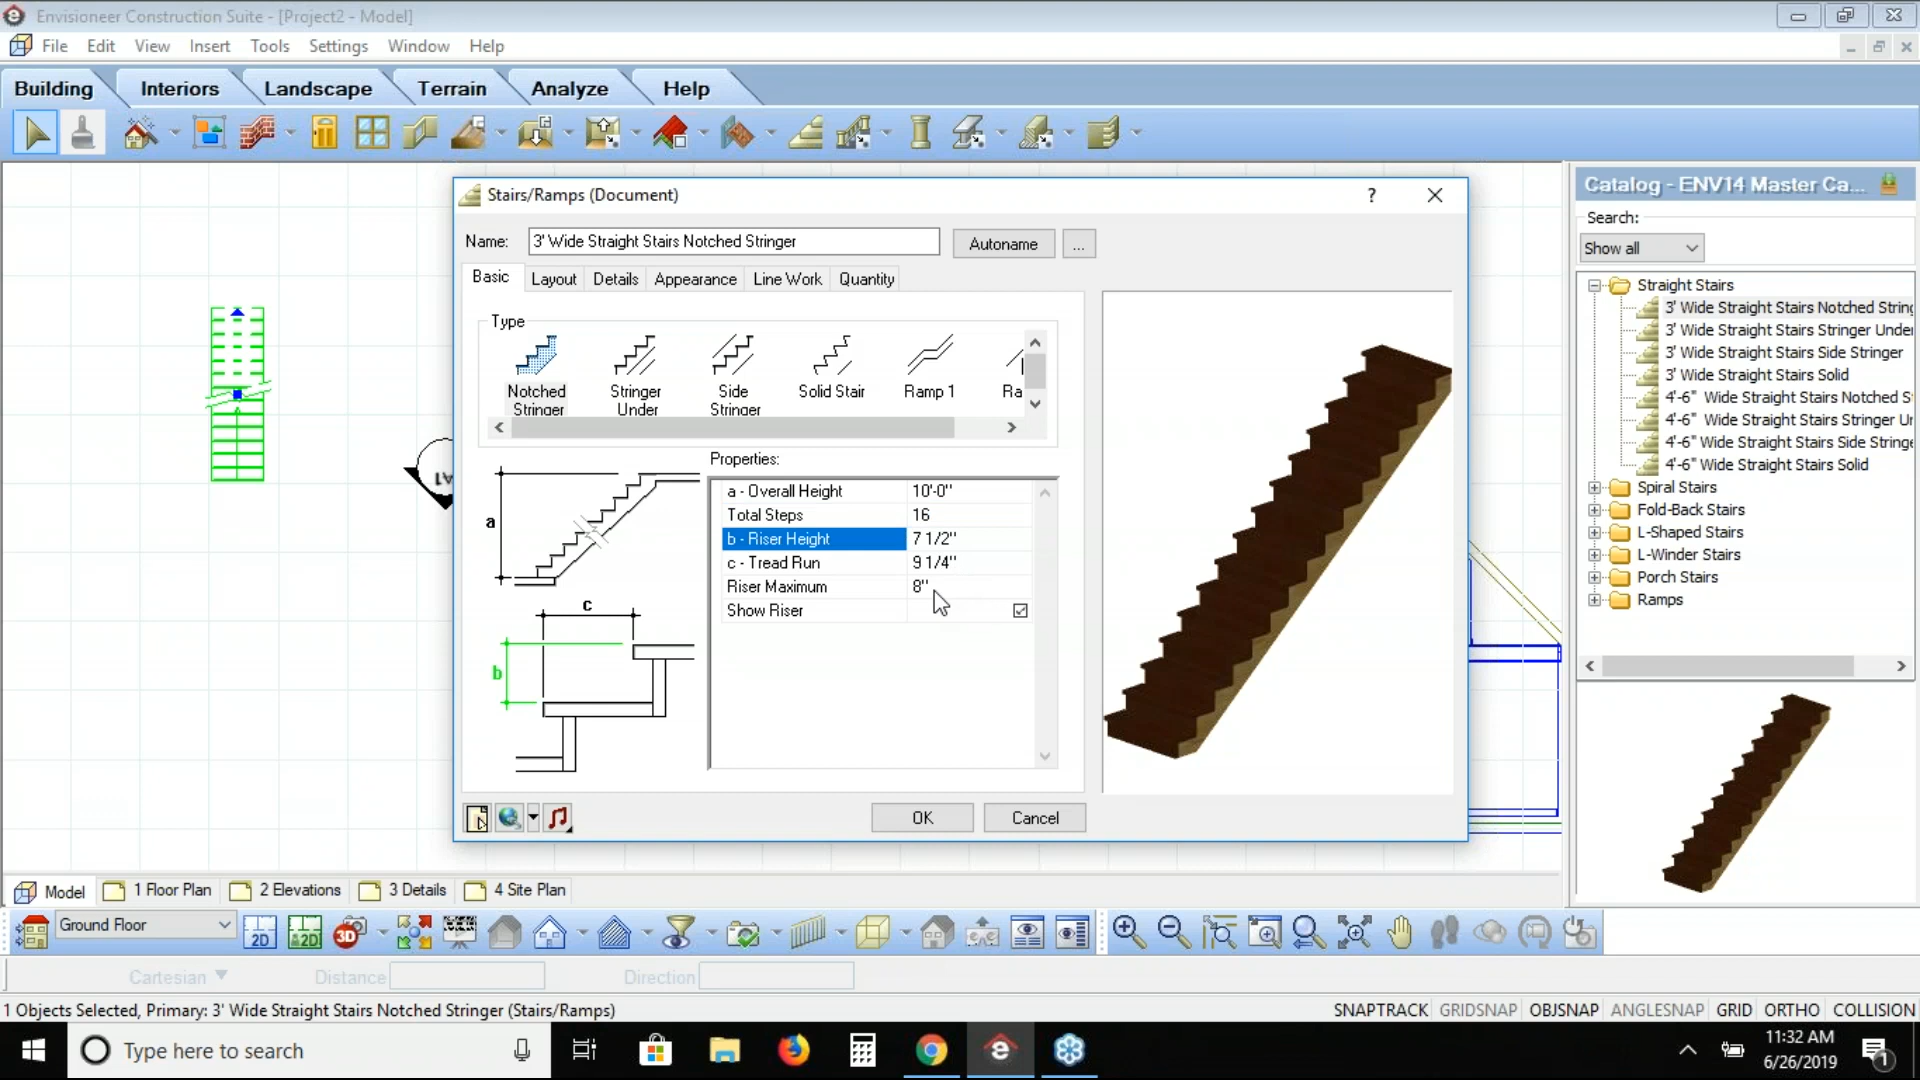 Envisioneer Construction Suite - [Project2 - Model]
File Edit View Insert Tools Settings Window Help
Building Interiors Landscape Terrain Analyze Help
Stairs/Ramps (Document)
?
Name: 3' Wide Straight Stairs Notched Stringer Autoname ...
Basic Layout Details Appearance Line Work Quantity
Type
Notched Stringer
Stringer Under
Side Stringer
Solid Stair
Ramp 1
Ra
Properties:
a - Overall Height 10'-0"
Total Steps 16
b - Riser Height 7 1/2"
c - Tread Run 9 1/4"
Riser Maximum 8"
Show Riser
a
c
b
OK Cancel
Catalog - ENV14 Master Ca...
Search:
Show all
Straight Stairs
3' Wide Straight Stairs Notched String
3' Wide Straight Stairs Stringer Under
3' Wide Straight Stairs Side Stringer
3' Wide Straight Stairs Solid
4'-6" Wide Straight Stairs Notched S
4'-6" Wide Straight Stairs Stringer Ur
4'-6" Wide Straight Stairs Side Stringe
4'-6" Wide Straight Stairs Solid
Spiral Stairs
Fold-Back Stairs
L-Shaped Stairs
L-Winder Stairs
Porch Stairs
Ramps
Model 1 Floor Plan 2 Elevations 3 Details 4 Site Plan
Ground Floor 2D 2D 3D
Cartesian Distance Direction
1 Objects Selected, Primary: 3' Wide Straight Stairs Notched Stringer (Stairs/Ramps)
SNAPTRACK GRIDSNAP OBJSNAP ANGLESNAP GRID ORTHO COLLISION
Type here to search
11:32 AM
6/26/2019
1